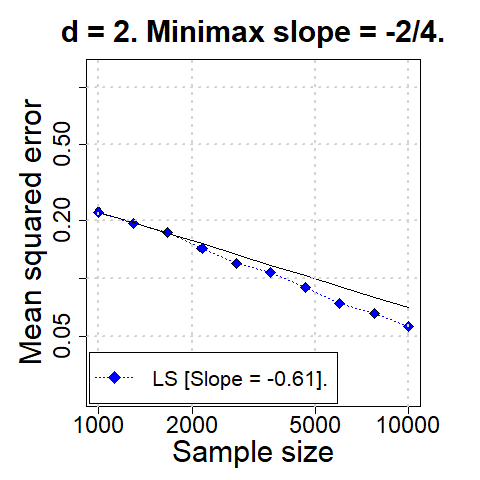 d = 2. Minimax slope = -2/4.
Mean squared error
0.50
0.20
0.05
LS [Slope = -0.61].
1000
2000
5000
10000
Sample size